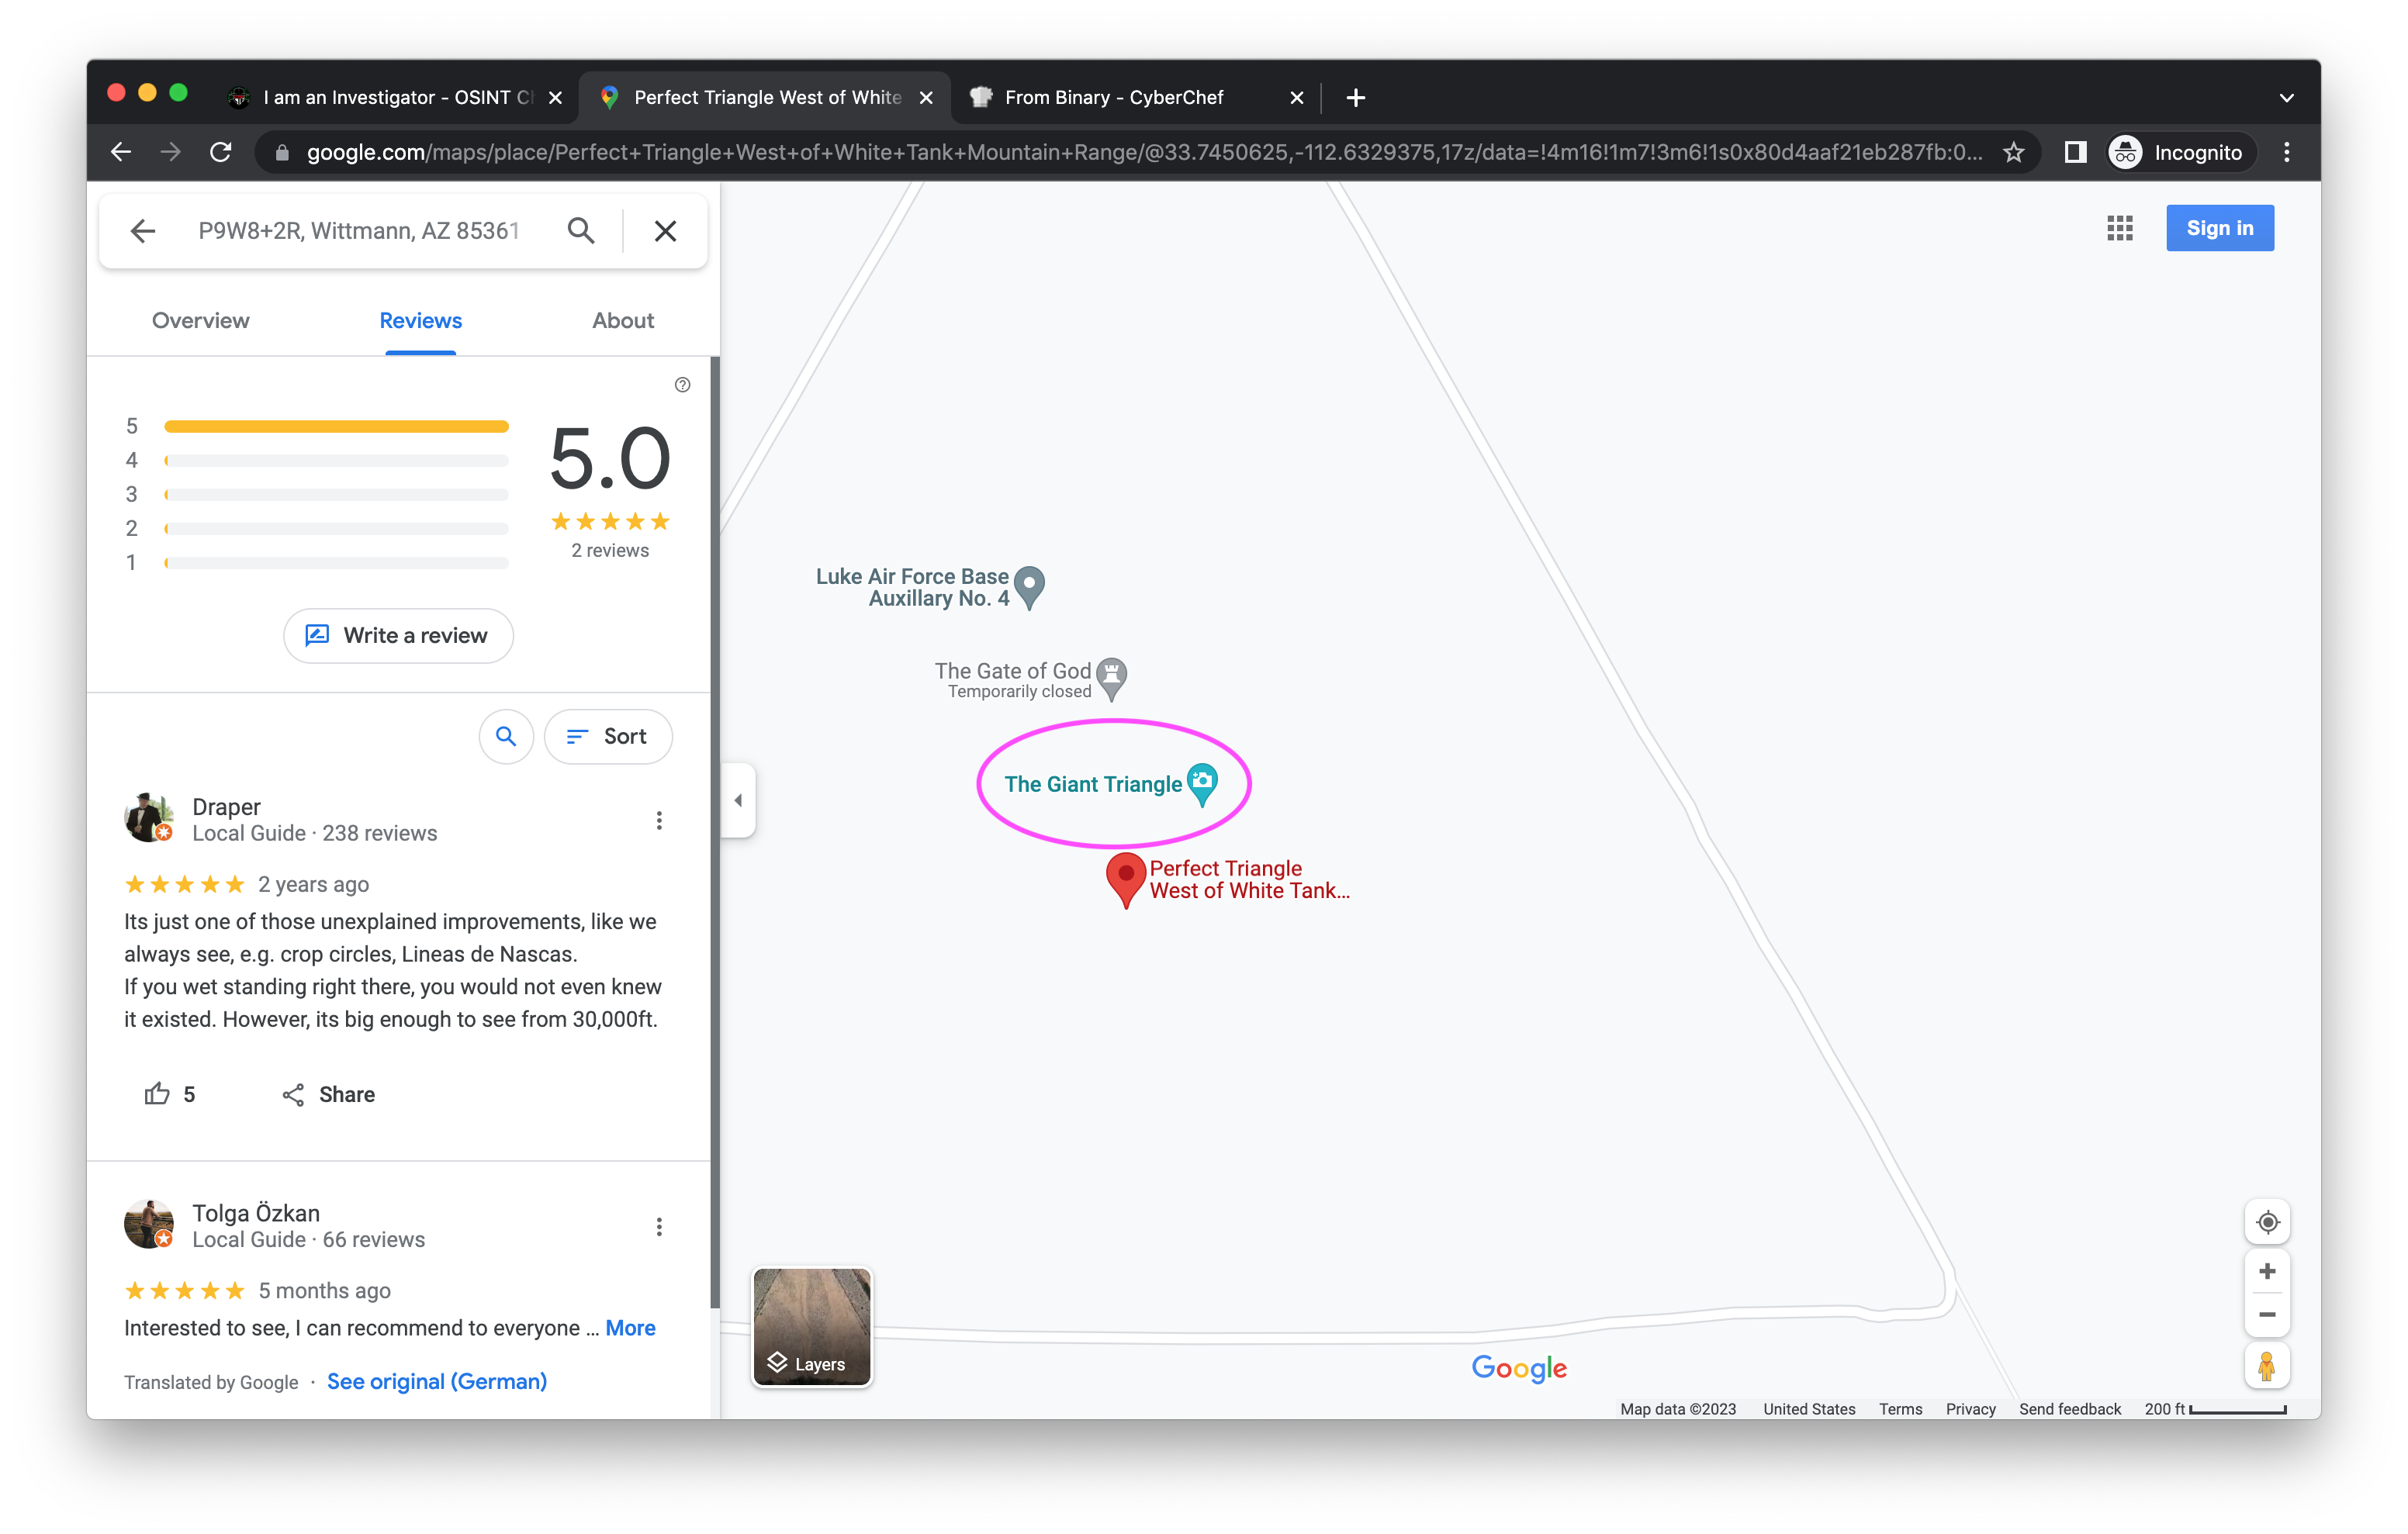 I am an Investigator - OSINT Ch
Perfect Triangle West of White
From Binary - CyberChef
google.com/maps/place/Perfect+Triangle+West+of+White+Tank+Mountain+Range/@33.7450625,-112.6329375,17z/data=!4m16!1m7!3m6!1s0x80d4aaf21eb287fb:0...
Incognito
P9W8+2R, Wittmann, AZ 85361
Sign in
Overview
Reviews
About
5
4
3
2
1
5.0
2 reviews
Write a review
Sort
Draper
Local Guide · 238 reviews
2 years ago
Its just one of those unexplained improvements, like we
always see, e.g. crop circles, Lineas de Nascas.
If you wet standing right there, you would not even knew
it existed. However, its big enough to see from 30,000ft.
5
Share
Tolga Özkan
Local Guide · 66 reviews
5 months ago
Interested to see, I can recommend to everyone ... More
Translated by Google · See original (German)
Luke Air Force Base
Auxillary No. 4
The Gate of God
Temporarily closed
The Giant Triangle
Perfect Triangle
West of White Tank...
Layers
Google
Map data ©2023
United States
Terms
Privacy
Send feedback
200 ft